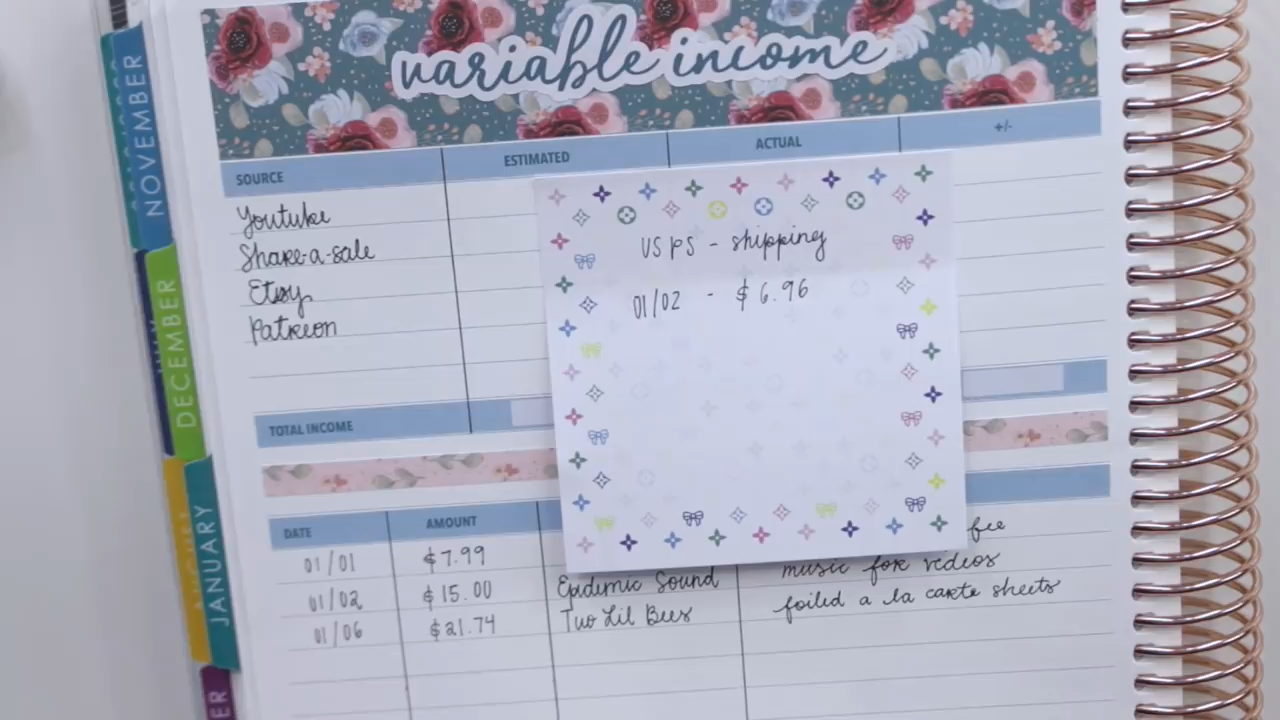 variable income
SOURCE ESTIMATED ACTUAL +/-
Youtube
Share-a-sale
Etsy
Patreon
USPS - shipping
01/02 - $6.96
TOTAL INCOME
DATE AMOUNT
fee
01/01 $7.99
music for videos
01/02 $15.00 Epidemic Sound
foiled a la carte sheets
01/06 $21.74 Two Lil Bees
NOVEMBER
DECEMBER
JANUARY